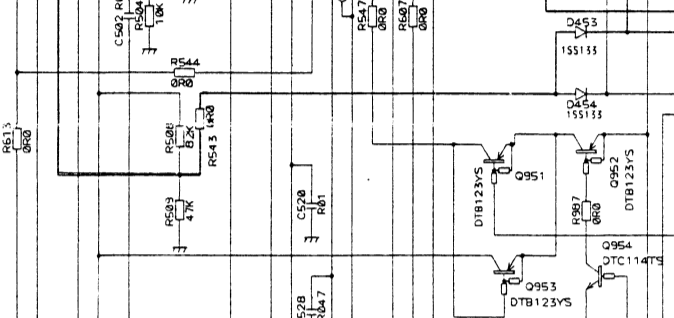 C502
R504
10K
R547
0R0
R607
0R0
D453
1SS133
R544
0R0
D454
1SS133
R613
0R0
R508
82K
R543
0R0
R509
47K
C520
R01
DTB123YS
Q951
Q952
DTB123YS
R987
0R0
Q954
DTC114TS
Q953
DTB123YS
528
R047